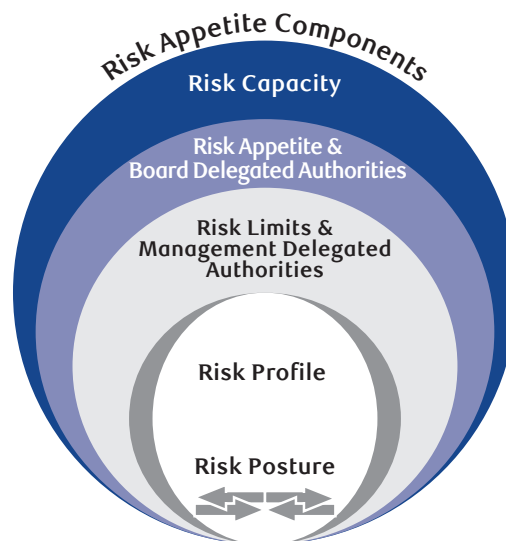 Risk Appetite Components
Risk Capacity
Risk Appetite &
Board Delegated Authorities
Risk Limits &
Management Delegated
Authorities
Risk Profile
Risk Posture